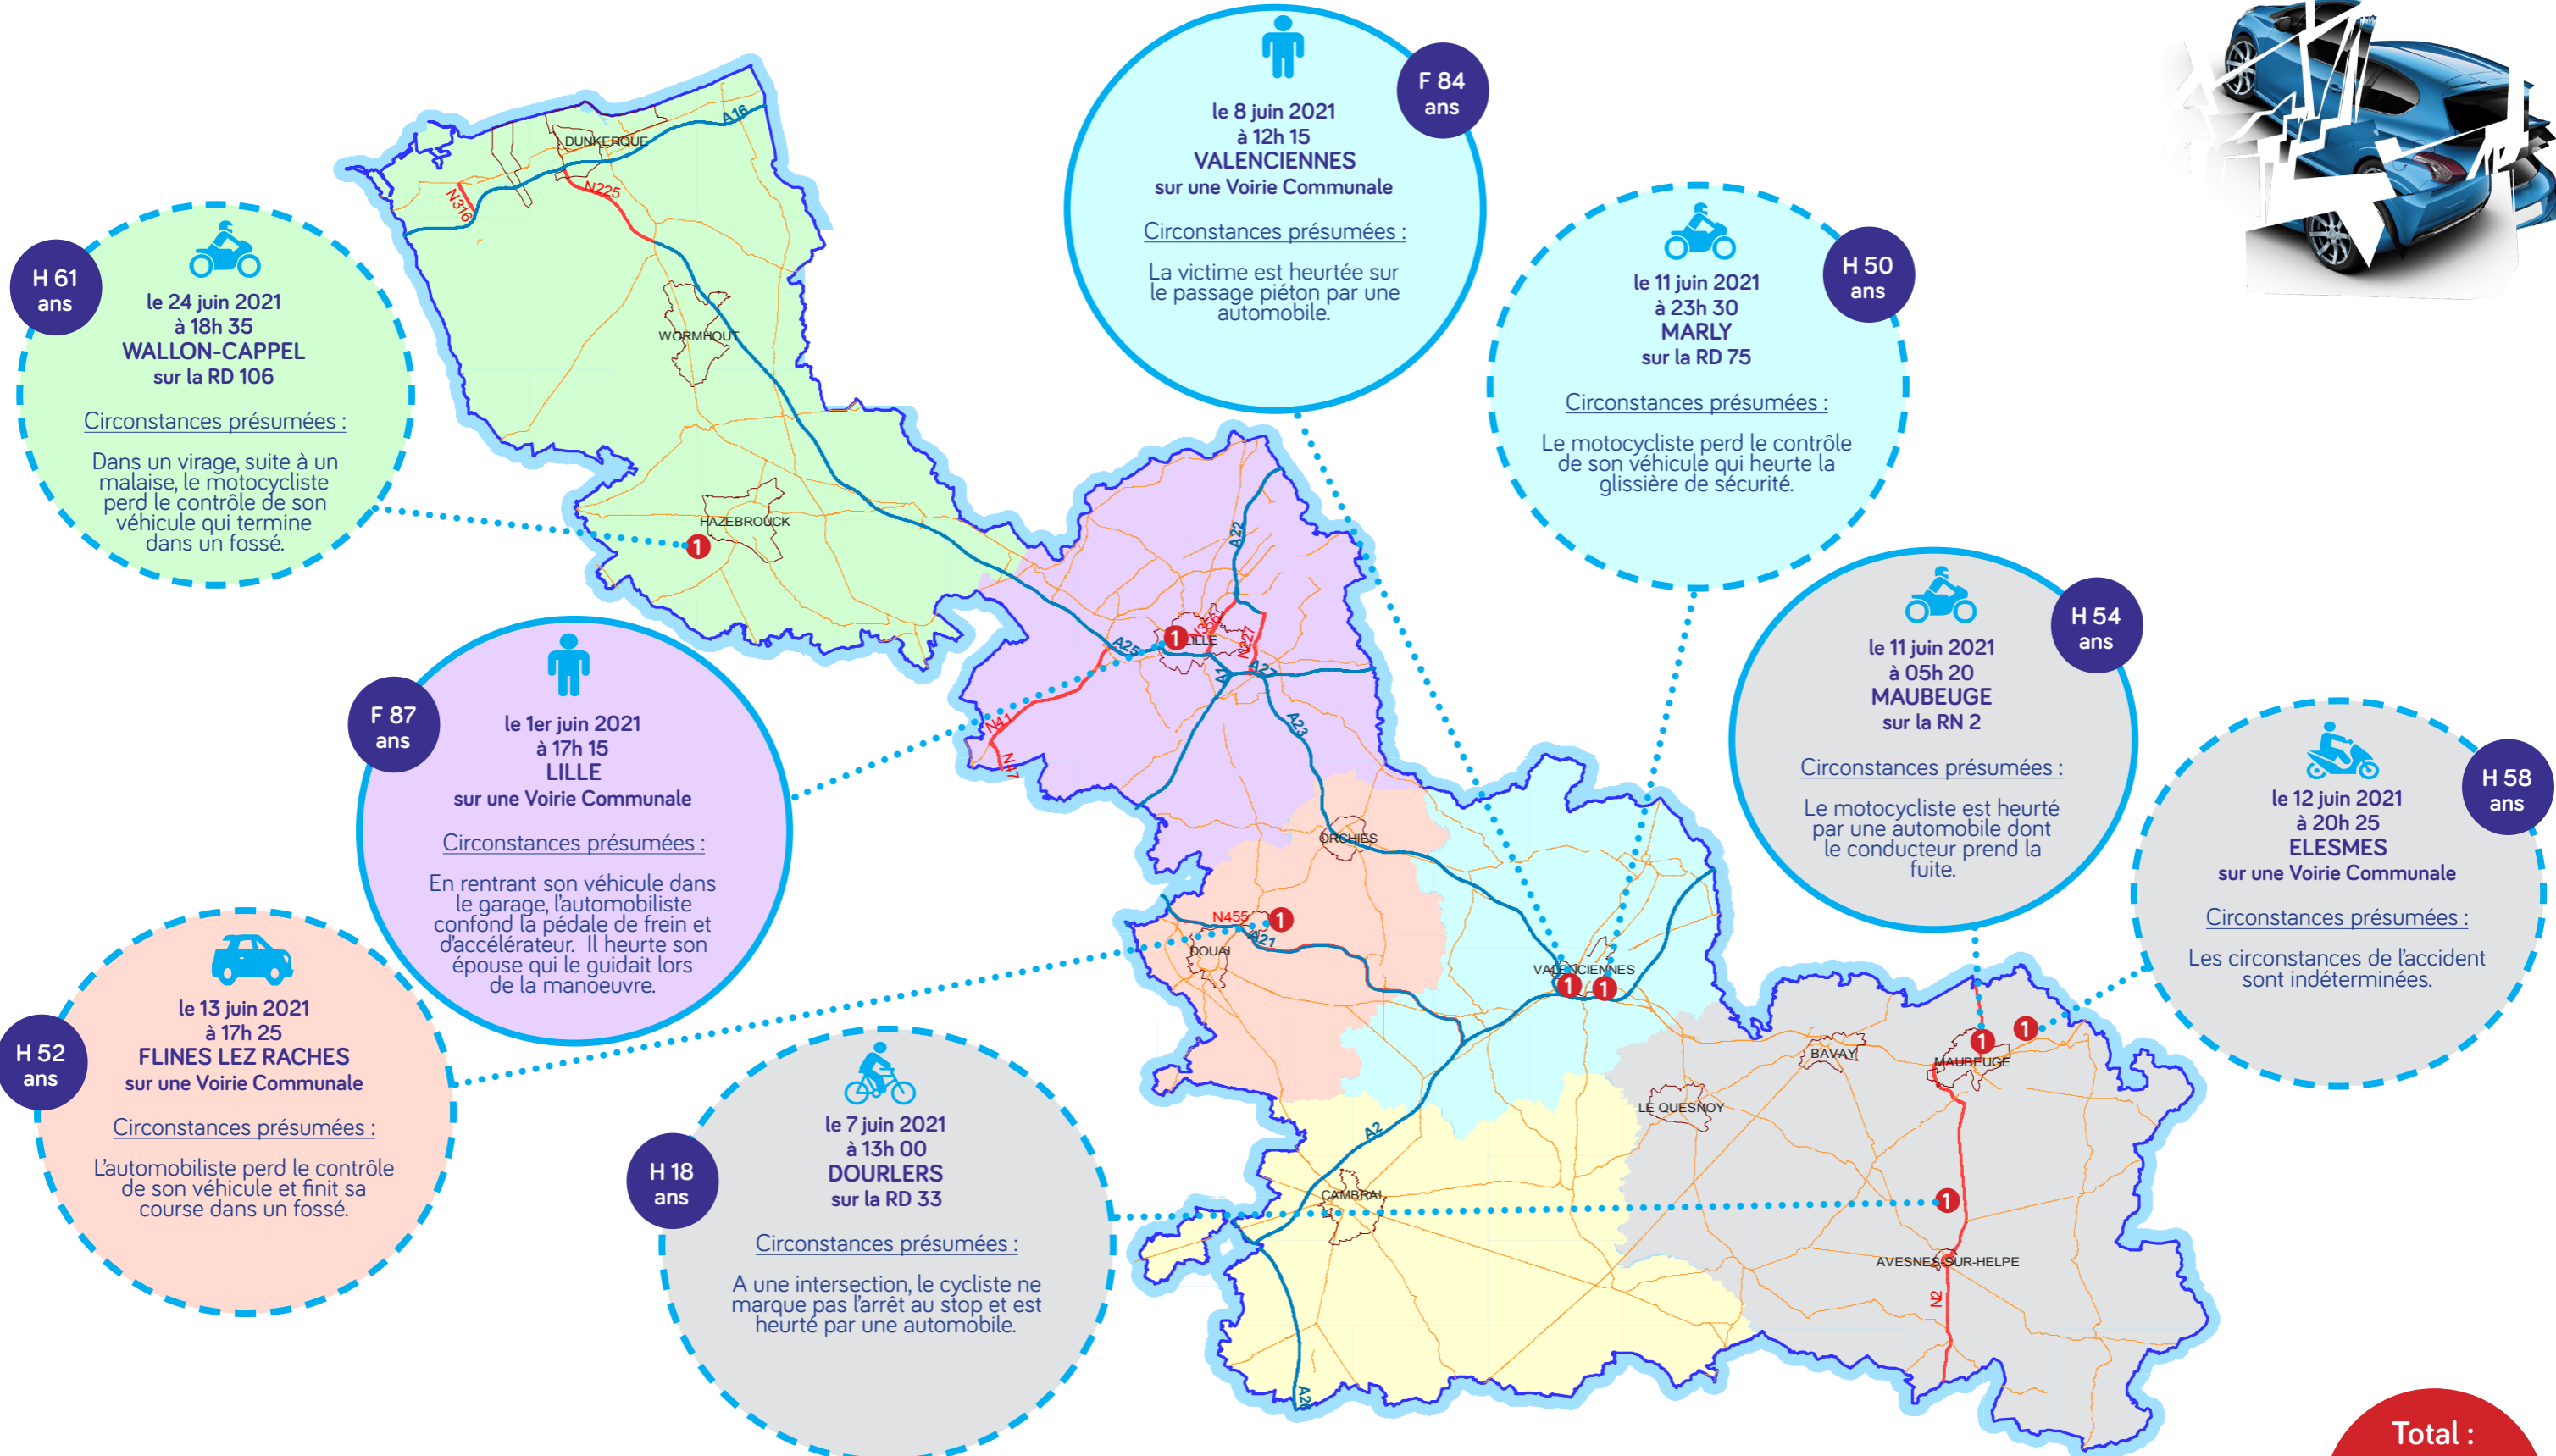 F 84
ans
le 8 juin 2021
à 12h 15
VALENCIENNES
sur une Voirie Communale
Circonstances présumées :
La victime est heurtée sur
le passage piéton par une
automobile.
H 50
ans
le 11 juin 2021
à 23h 30
MARLY
sur la RD 75
Circonstances présumées :
Le motocycliste perd le contrôle
de son véhicule qui heurte la
glissière de sécurité.
H 61
ans
le 24 juin 2021
à 18h 35
WALLON-CAPPEL
sur la RD 106
Circonstances présumées :
Dans un virage, suite à un
malaise, le motocycliste
perd le contrôle de son
véhicule qui termine
dans un fossé.
H 54
ans
le 11 juin 2021
à 05h 20
MAUBEUGE
sur la RN 2
Circonstances présumées :
Le motocycliste est heurté
par une automobile dont
le conducteur prend la
fuite.
F 87
ans
le 1er juin 2021
à 17h 15
LILLE
sur une Voirie Communale
Circonstances présumées :
En rentrant son véhicule dans
le garage, l'automobiliste
confond la pédale de frein et
d'accélérateur. Il heurte son
épouse qui le guidait lors
de la manoeuvre.
H 58
ans
le 12 juin 2021
à 20h 25
ELESMES
sur une Voirie Communale
Circonstances présumées :
Les circonstances de l'accident
sont indéterminées.
H 52
ans
le 13 juin 2021
à 17h 25
FLINES LEZ RACHES
sur une Voirie Communale
Circonstances présumées :
L'automobiliste perd le contrôle
de son véhicule et finit sa
course dans un fossé.
H 18
ans
le 7 juin 2021
à 13h 00
DOURLERS
sur la RD 33
Circonstances présumées :
A une intersection, le cycliste ne
marque pas l'arrêt au stop et est
heurté par une automobile.
A16
DUNKERQUE
N316
N225
WORMHOUT
HAZEBROUCK
1
A22
1
LILLE
N227
A25
A1
A27
N41
A23
N47
ORCHIES
N455
1
A21
DOUAI
VALENCIENNES
1
1
1
1
BAVAY
MAUBEUGE
LE QUESNOY
A2
CAMBRAI
1
AVESNES-SUR-HELPE
N2
A26
Total :